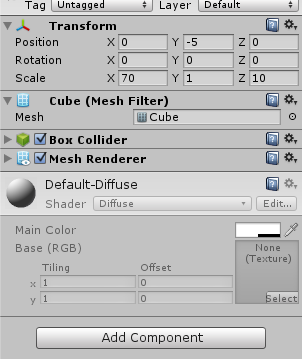 Tag Untagged Layer Default
Transform
Position X 0 Y -5 Z 0
Rotation X 0 Y 0 Z 0
Scale X 70 Y 1 Z 10
Cube (Mesh Filter)
Mesh Cube
Box Collider
Mesh Renderer
Default-Diffuse
Shader Diffuse Edit...
Main Color
Base (RGB) None
(Texture)
Tiling Offset
x 1 0
y 1 0
Select
Add Component